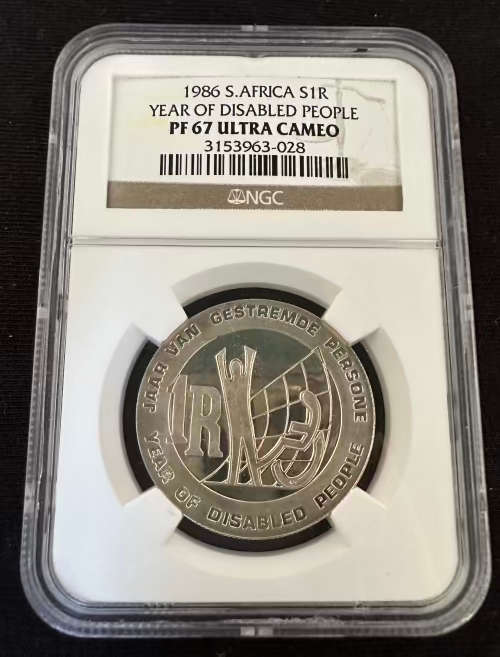 1986 S.AFRICA S1R
YEAR OF DISABLED PEOPLE
PF 67 ULTRA CAMEO
3153963-028
NGC
JAAR VAN GESTREMDE PERSONE
1R
YEAR OF DISABLED PEOPLE